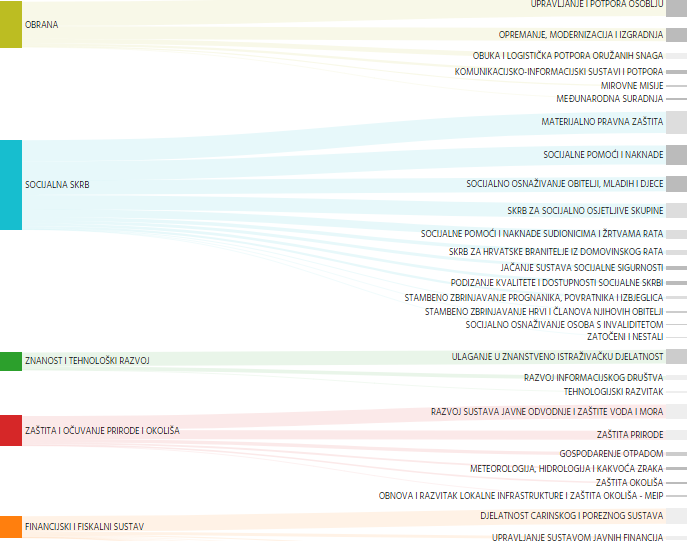 UPRAVLJANJE I POTPORA OSOBLJU
OBRANA
OPREMANJE, MODERNIZACIJA I IZGRADNJA
OBUKA I LOGISTIČKA POTPORA ORUŽANIH SNAGA
KOMUNIKACIJSKO-INFORMACIJSKI SUSTAVI I POTPORA
MIROVNE MISIJE
MEĐUNARODNA SURADNJA
MATERIJALNO PRAVNA ZAŠTITA
SOCIJALNE POMOĆI I NAKNADE
SOCIJALNA SKRB
SOCIJALNO OSNAŽIVANJE OBITELJI, MLADIH I DJECE
SKRB ZA SOCIJALNO OSJETLJIVE SKUPINE
SOCIJALNE POMOĆI I NAKNADE SUDIONICIMA I ŽRTVAMA RATA
SKRB ZA HRVATSKE BRANITELJE IZ DOMOVINSKOG RATA
JAČANJE SUSTAVA SOCIJALNE SIGURNOSTI
PODIZANJE KVALITETE I DOSTUPNOSTI SOCIJALNE SKRBI
STAMBENO ZBRINJAVANJE PROGNANIKA, POVRATNIKA I IZBJEGLICA
STAMBENO ZBRINJAVANJE HRVI I ČLANOVA NJIHOVIH OBITELJI
SOCIJALNO OSNAŽIVANJE OSOBA S INVALIDITETOM
ZATOČENI I NESTALI
ZNANOST I TEHNOLOŠKI RAZVOJ
ULAGANJE U ZNANSTVENO ISTRAŽIVAČKU DJELATNOST
RAZVOJ INFORMACIJSKOG DRUŠTVA
TEHNOLOGIJSKI RAZVITAK
RAZVOJ SUSTAVA JAVNE ODVODNJE I ZAŠTITE VODA I MORA
ZAŠTITA I OČUVANJE PRIRODE I OKOLIŠA
ZAŠTITA PRIRODE
GOSPODARENJE OTPADOM
METEOROLOGIJA, HIDROLOGIJA I KAKVOĆA ZRAKA
ZAŠTITA OKOLIŠA
OBNOVA I RAZVITAK LOKALNE INFRASTRUKTURE I ZAŠTITA OKOLIŠA - MEIP
DJELATNOST CARINSKOG I POREZNOG SUSTAVA
FINANCIJSKI I FISKALNI SUSTAV
UPRAVLJANJE SUSTAVOM JAVNIH FINANCIJA